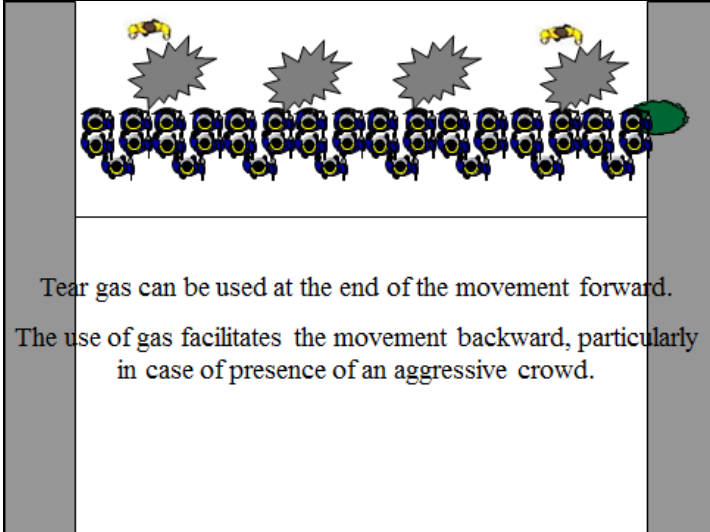 Tear gas can be used at the end of the movement forward.
The use of gas facilitates the movement backward, particularly
in case of presence of an aggressive crowd.